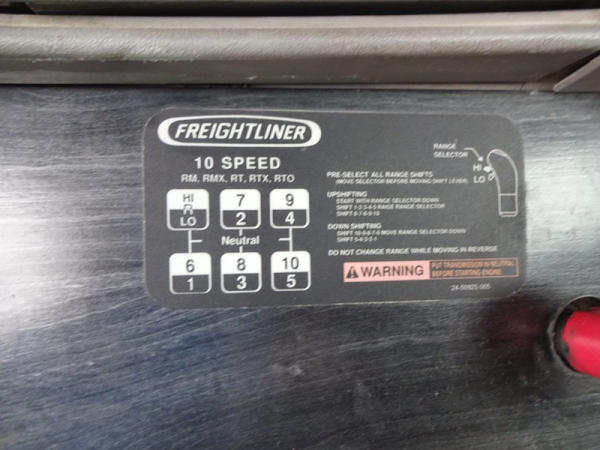 FREIGHTLINER
10 SPEED
RM, RMX, RT, RTX, RTO
HI
R
LO
7
2
9
4
Neutral
6
1
8
3
10
5
RANGE
SELECTOR
HI
LO
PRE-SELECT ALL RANGE SHIFTS
(MOVE SELECTOR BEFORE MOVING SHIFT LEVER)
UPSHIFTING
START WITH RANGE SELECTOR DOWN
SHIFT 1-2-3-4-5 RAISE RANGE SELECTOR
SHIFT 6-7-8-9-10
DOWN SHIFTING
SHIFT 10-9-8-7-6 MOVE RANGE SELECTOR DOWN
SHIFT 5-4-3-2-1
DO NOT CHANGE RANGE WHILE MOVING IN REVERSE
WARNING
PUT TRANSMISSION IN NEUTRAL
BEFORE STARTING ENGINE
24-00925-005